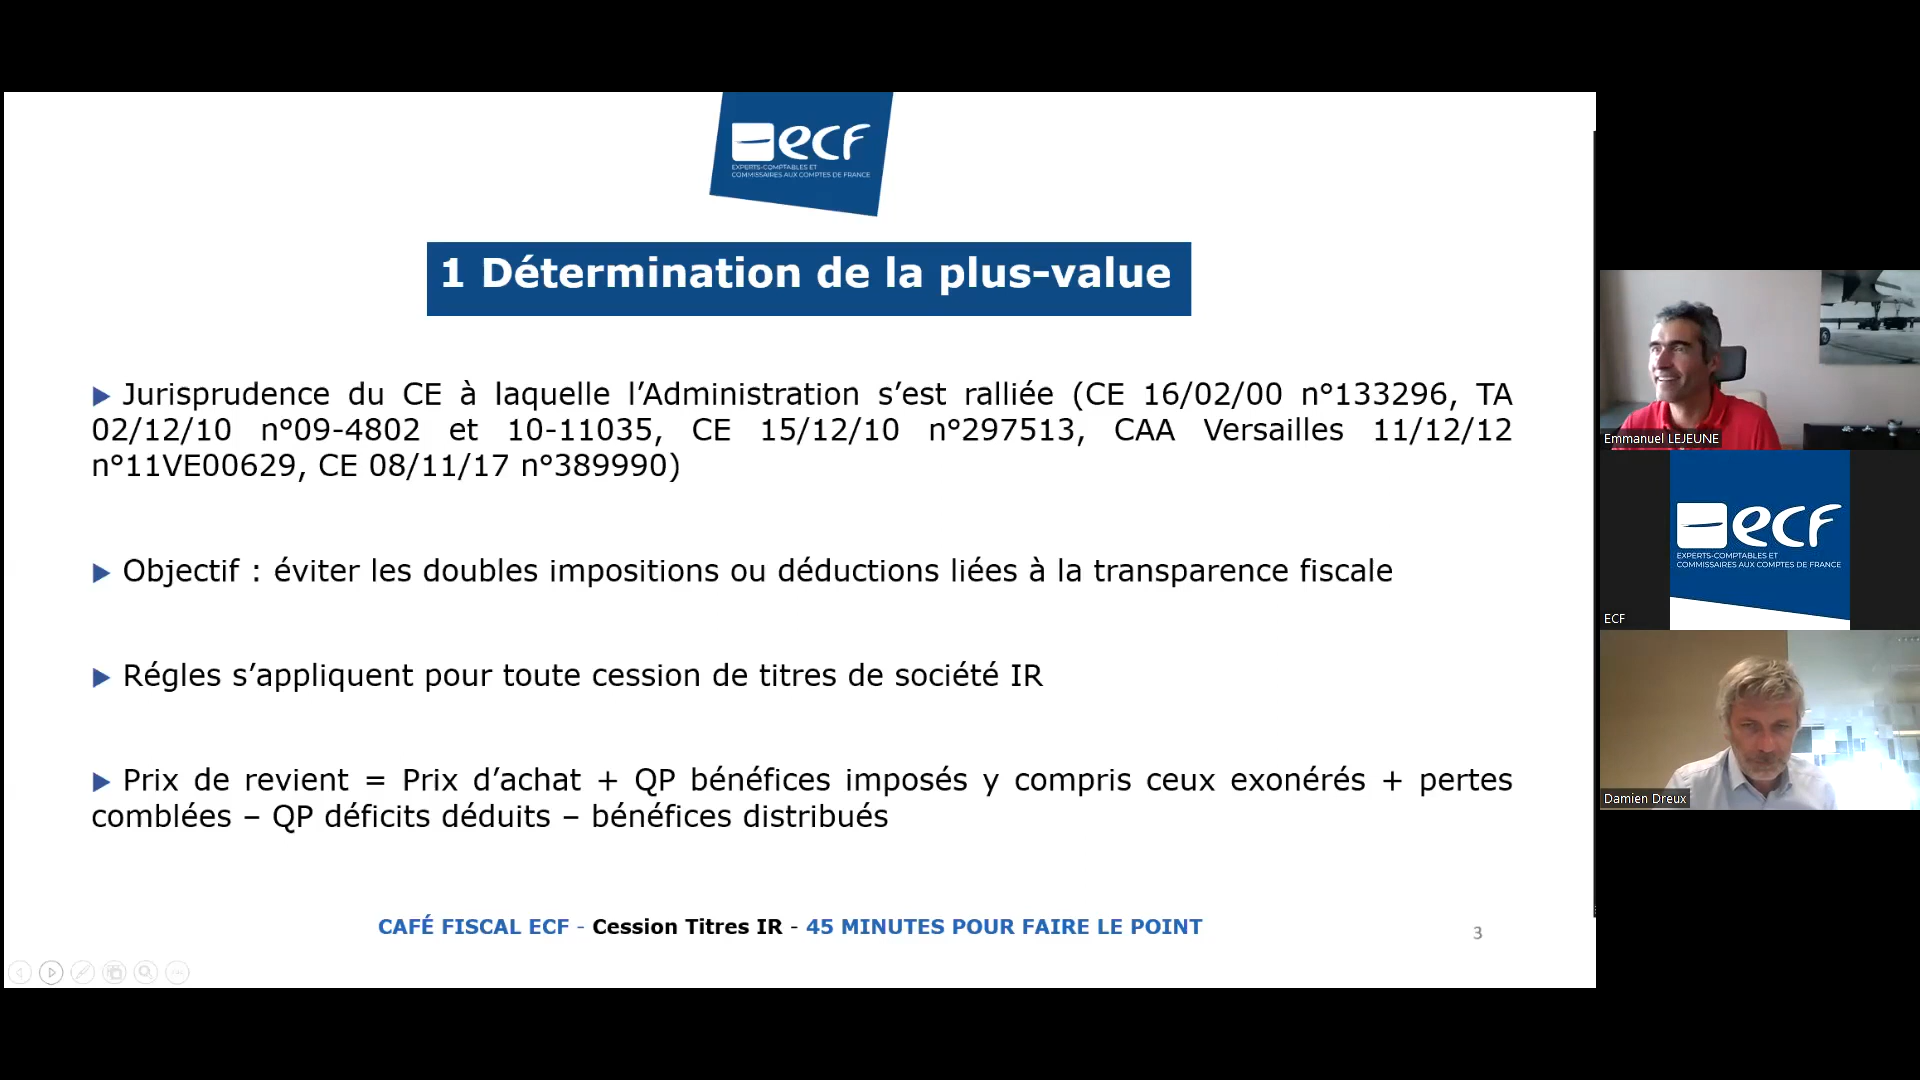 ecf
EXPERTS-COMPTABLES ET
COMMISSAIRES AUX COMPTES DE FRANCE
1 Détermination de la plus-value
Jurisprudence du CE à laquelle l’Administration s’est ralliée (CE 16/02/00 n°133296, TA
02/12/10 n°09-4802 et 10-11035, CE 15/12/10 n°297513, CAA Versailles 11/12/12
n°11VE00629, CE 08/11/17 n°389990)
Objectif : éviter les doubles impositions ou déductions liées à la transparence fiscale
Régles s’appliquent pour toute cession de titres de société IR
Prix de revient = Prix d’achat + QP bénéfices imposés y compris ceux exonérés + pertes
comblées – QP déficits déduits – bénéfices distribués
CAFÉ FISCAL ECF - Cession Titres IR - 45 MINUTES POUR FAIRE LE POINT
3
Emmanuel LEJEUNE
ecf
EXPERTS-COMPTABLES ET
COMMISSAIRES AUX COMPTES DE FRANCE
ECF
Damien Dreux